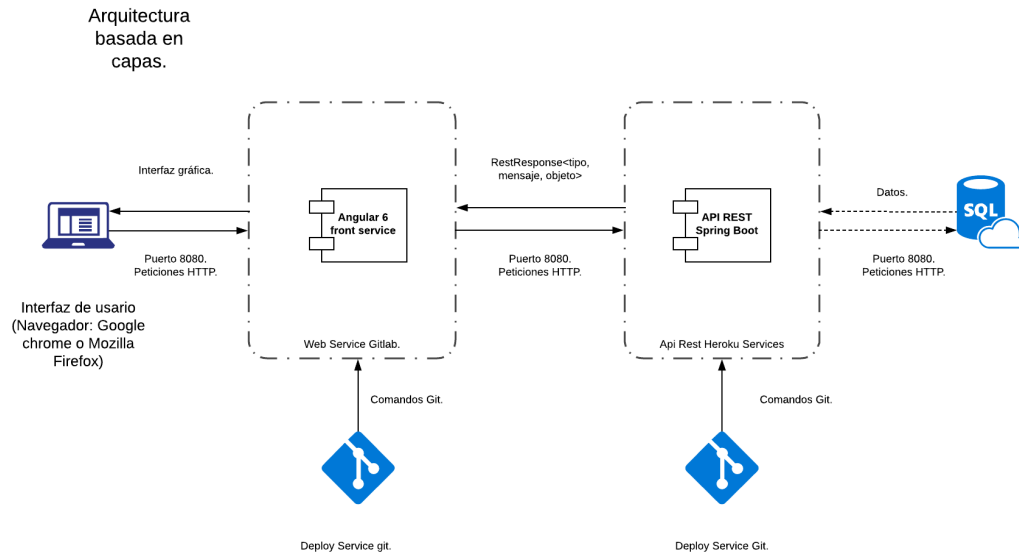 Arquitectura
basada en
capas.
Interfaz gráfica.
RestResponse<tipo,
mensaje, objeto>
Datos.
Angular 6
front service
API REST
Spring Boot
SQL
Puerto 8080.
Peticiones HTTP.
Puerto 8080.
Peticiones HTTP.
Puerto 8080.
Peticiones HTTP.
Interfaz de usario
(Navegador: Google
chrome o Mozilla
Firefox)
Web Service Gitlab.
Api Rest Heroku Services
Comandos Git.
Comandos Git.
Deploy Service git.
Deploy Service Git.